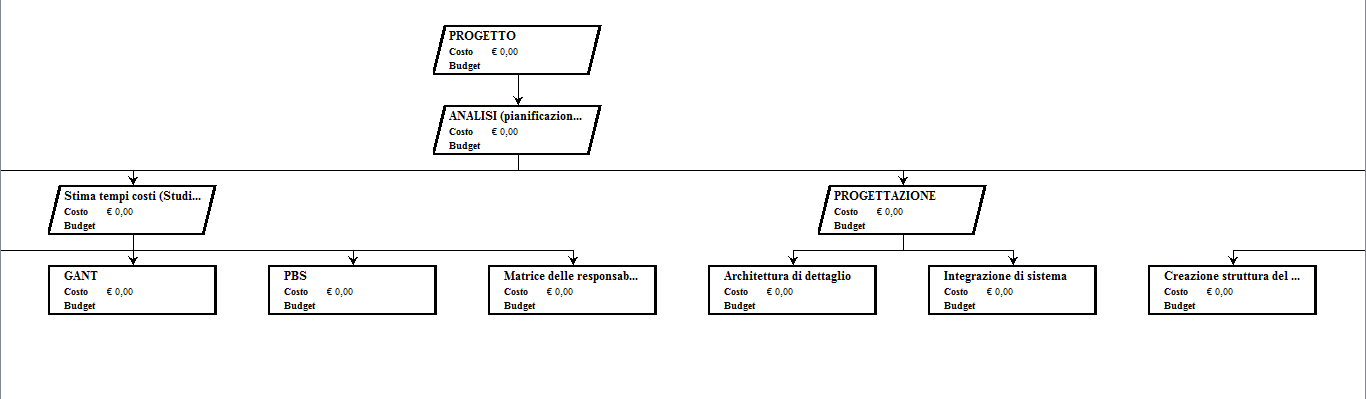 PROGETTO
Costo € 0,00
Budget
ANALISI (pianificazion...
Costo € 0,00
Budget
Stima tempi costi (Studi...
Costo € 0,00
Budget
PROGETTAZIONE
Costo € 0,00
Budget
GANT
Costo € 0,00
Budget
PBS
Costo € 0,00
Budget
Matrice delle responsab...
Costo € 0,00
Budget
Architettura di dettaglio
Costo € 0,00
Budget
Integrazione di sistema
Costo € 0,00
Budget
Creazione struttura del ...
Costo € 0,00
Budget